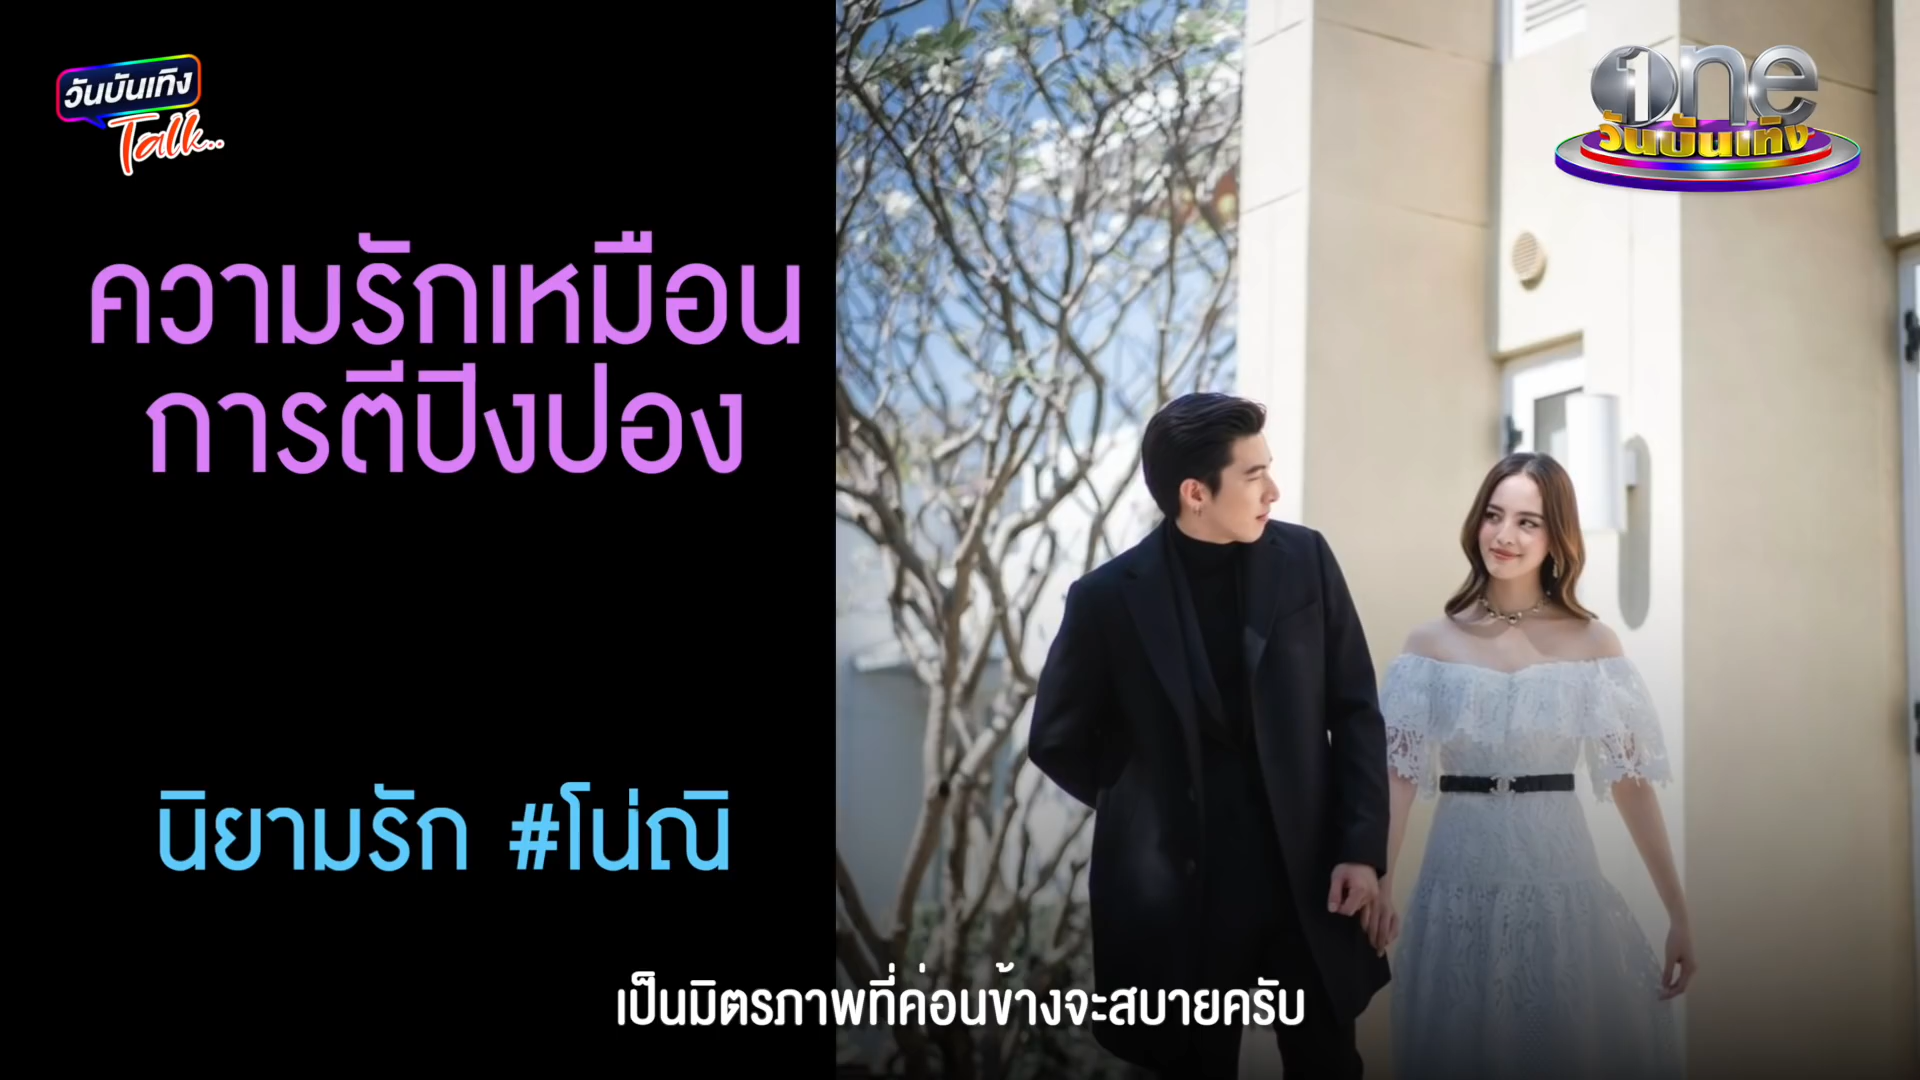 วันบันเทิง
Talk..
one
วันบันเทิง
ความรักเหมือน
การตีปิงปอง
นิยามรัก #โน่ณิ
เป็นมิตรภาพที่ค่อนข้างจะสบายครับ